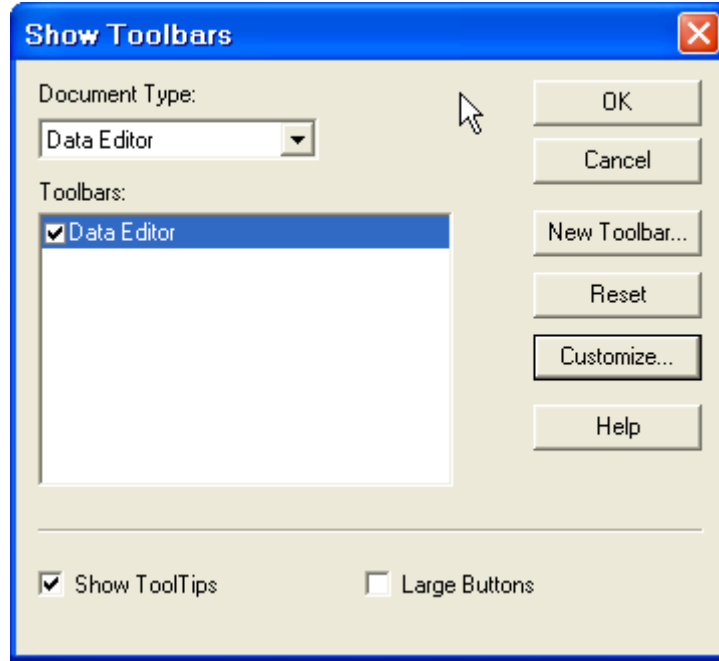 Show Toolbars
Document Type:
Data Editor
Toolbars:
Data Editor
OK
Cancel
New Toolbar...
Reset
Customize...
Help
Show ToolTips
Large Buttons